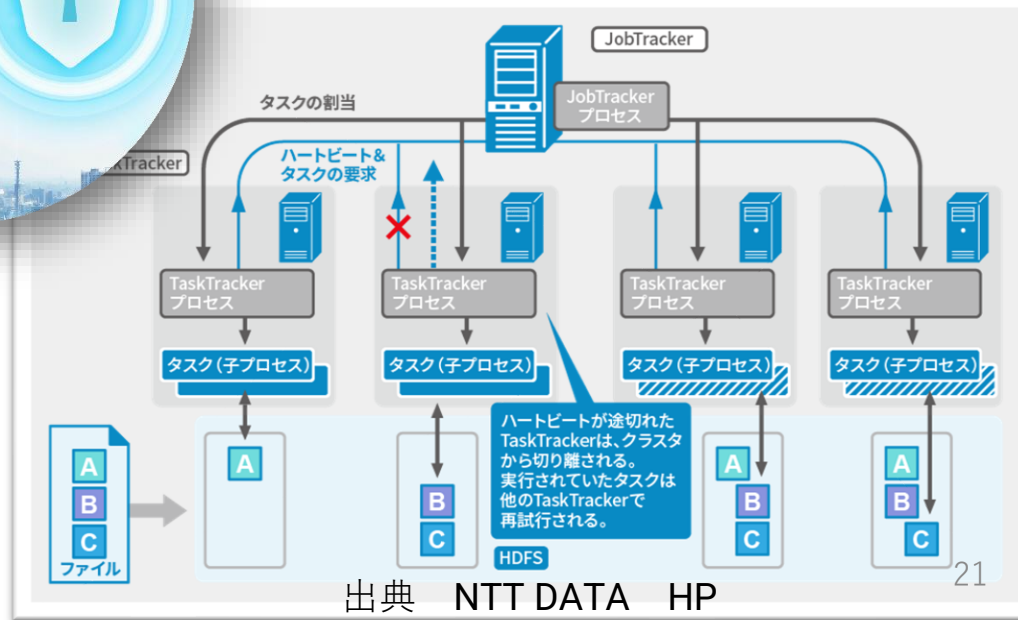 JobTracker
JobTracker
プロセス
タスクの割当
kTracker
ハートビート&
タスクの要求
TaskTracker
プロセス
TaskTracker
プロセス
TaskTracker
プロセス
TaskTracker
プロセス
タスク(子プロセス)
タスク(子プロセス)
タスク(子プロセス)
タスク(子プロセス)
ハートビートが途切れた
TaskTrackerは、クラスタ
から切り離される。
実行されていたタスクは
他のTaskTrackerで
再試行される。
A
B
C
ファイル
A
B
C
A
B
C
A
B
C
HDFS
21
出典 NTT DATA HP